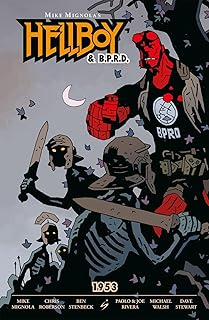 MIKE MIGNOLA'S
HELLBOY
& B.P.R.D.
BPRD
1953
MIKE MIGNOLA CHRIS ROBERSON BEN STENBECK PAOLO & JOE RIVERA MICHAEL WALSH DAVE STEWART